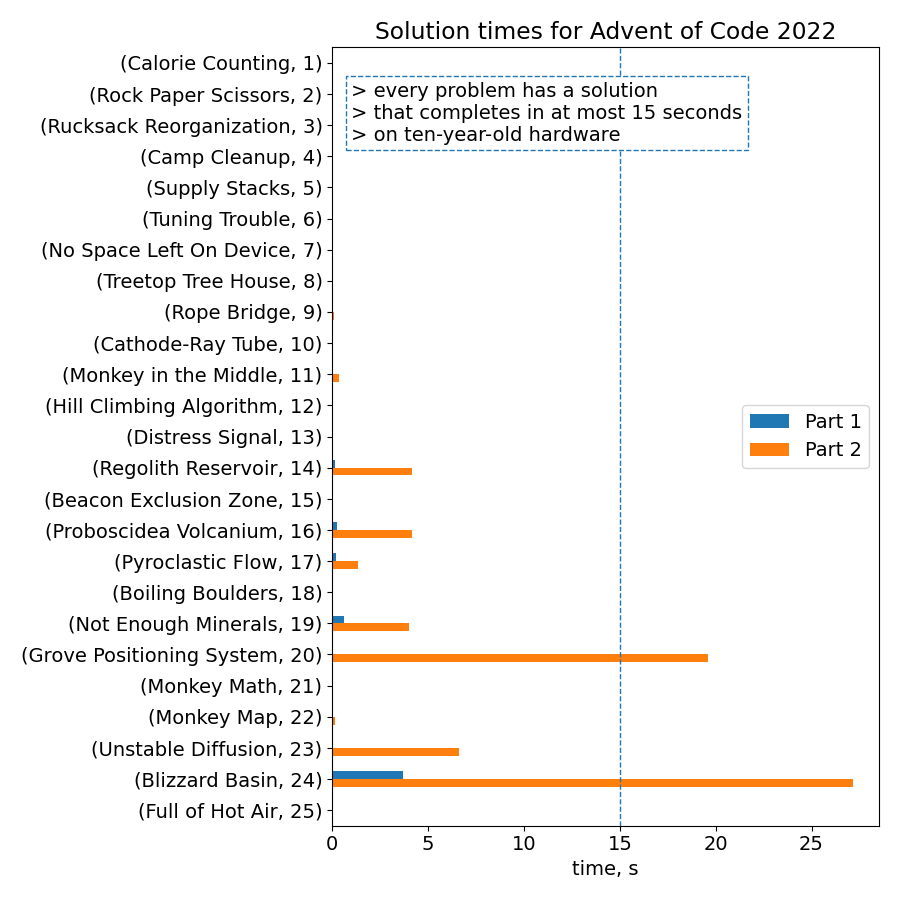 Solution times for Advent of Code 2022
(Calorie Counting, 1)
(Rock Paper Scissors, 2)
(Rucksack Reorganization, 3)
(Camp Cleanup, 4)
(Supply Stacks, 5)
(Tuning Trouble, 6)
(No Space Left On Device, 7)
(Treetop Tree House, 8)
(Rope Bridge, 9)
(Cathode-Ray Tube, 10)
(Monkey in the Middle, 11)
(Hill Climbing Algorithm, 12)
(Distress Signal, 13)
(Regolith Reservoir, 14)
(Beacon Exclusion Zone, 15)
(Proboscidea Volcanium, 16)
(Pyroclastic Flow, 17)
(Boiling Boulders, 18)
(Not Enough Minerals, 19)
(Grove Positioning System, 20)
(Monkey Math, 21)
(Monkey Map, 22)
(Unstable Diffusion, 23)
(Blizzard Basin, 24)
(Full of Hot Air, 25)
> every problem has a solution
> that completes in at most 15 seconds
> on ten-year-old hardware
Part 1
Part 2
0 5 10 15 20 25
time, s